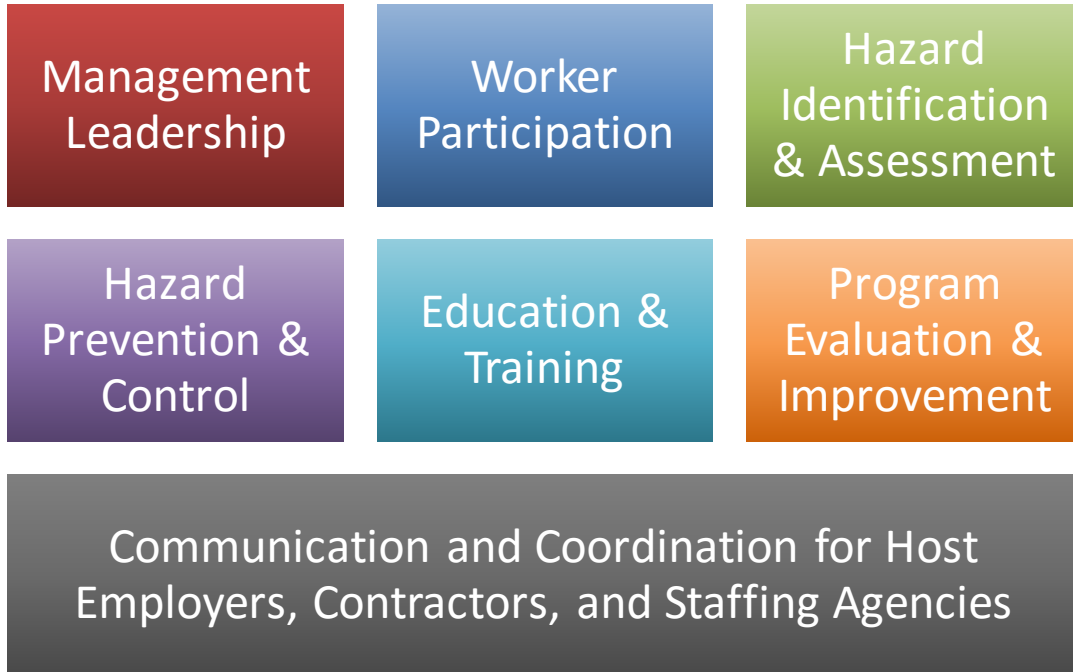 Management
Leadership
Worker
Participation
Hazard
Identification
& Assessment
Hazard
Prevention &
Control
Education &
Training
Program
Evaluation &
Improvement
Communication and Coordination for Host
Employers, Contractors, and Staffing Agencies